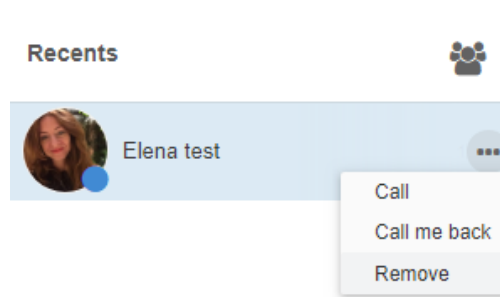 Recents
Elena test
Call
Call me back
Remove